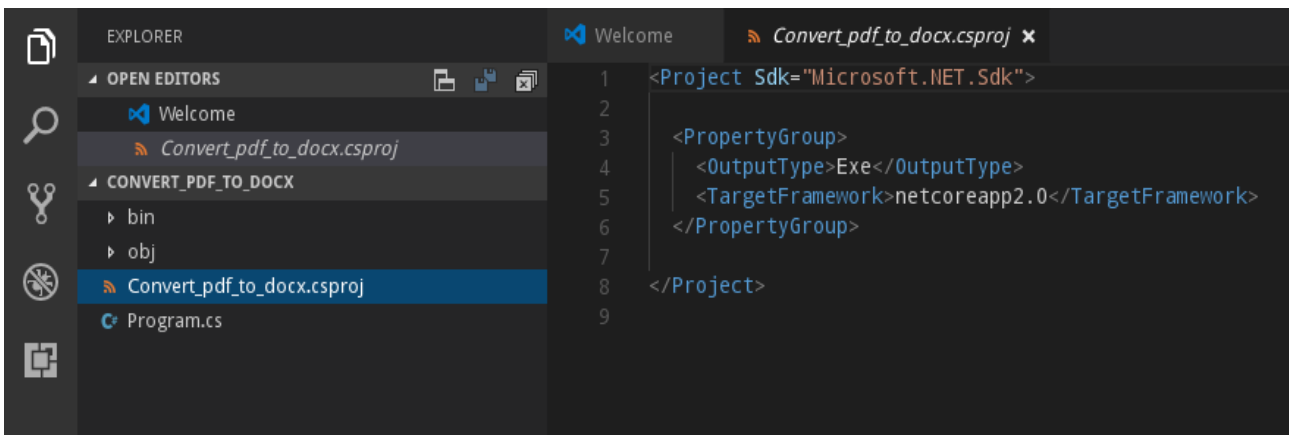 EXPLORER
OPEN EDITORS
Welcome
Convert_pdf_to_docx.csproj
CONVERT_PDF_TO_DOCX
bin
obj
Convert_pdf_to_docx.csproj
C# Program.cs
Welcome Convert_pdf_to_docx.csproj
1 <Project Sdk="Microsoft.NET.Sdk">
2
3 <PropertyGroup>
4 <OutputType>Exe</OutputType>
5 <TargetFramework>netcoreapp2.0</TargetFramework>
6 </PropertyGroup>
7
8 </Project>
9